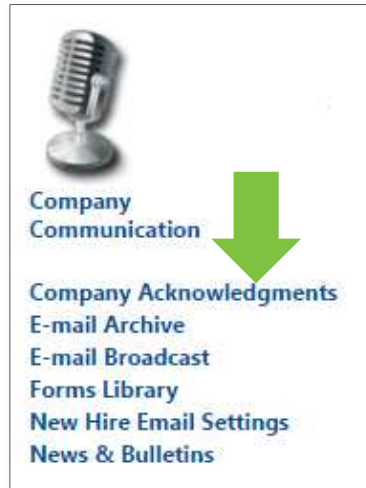 Company
Communication
Company Acknowledgments
E-mail Archive
E-mail Broadcast
Forms Library
New Hire Email Settings
News & Bulletins